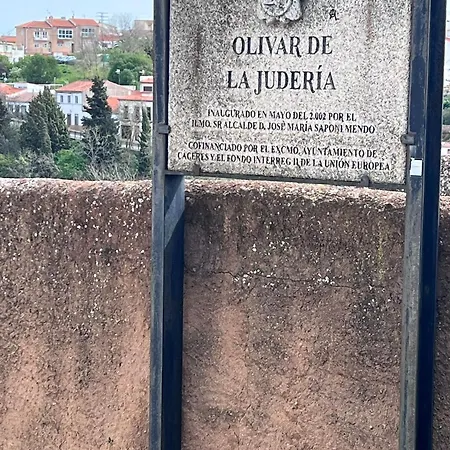 OLIVAR DE
LA JUDERÍA
INAUGURADO EN MAYO DEL 2.002 POR EL
ILMO. SR ALCALDE D. JOSÉ MARÍA SAPONI MENDO
COFINANCIADO POR EL EXCMO. AYUNTAMIENTO DE
CÁCERES Y EL FONDO INTERREG II DE LA UNIÓN EUROPEA